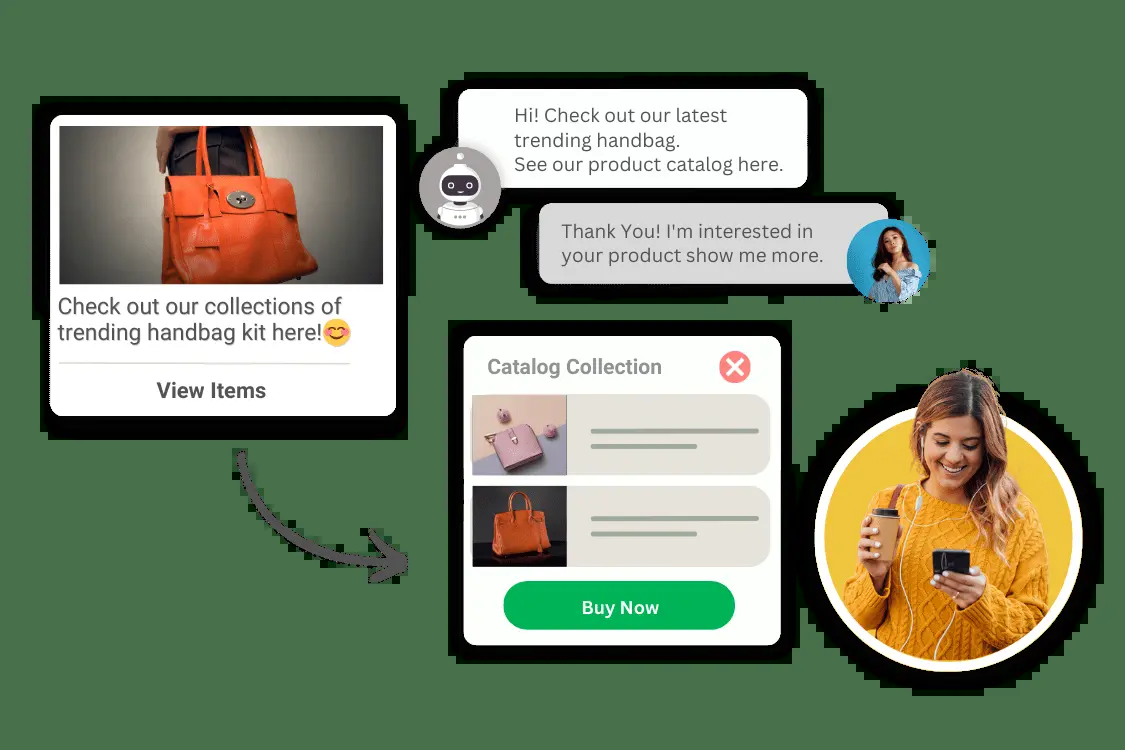 Hi! Check out our latest
trending handbag.
See our product catalog here.
Thank You! I'm interested in
your product show me more.
Check out our collections of
trending handbag kit here!😊
View Items
Catalog Collection
Buy Now